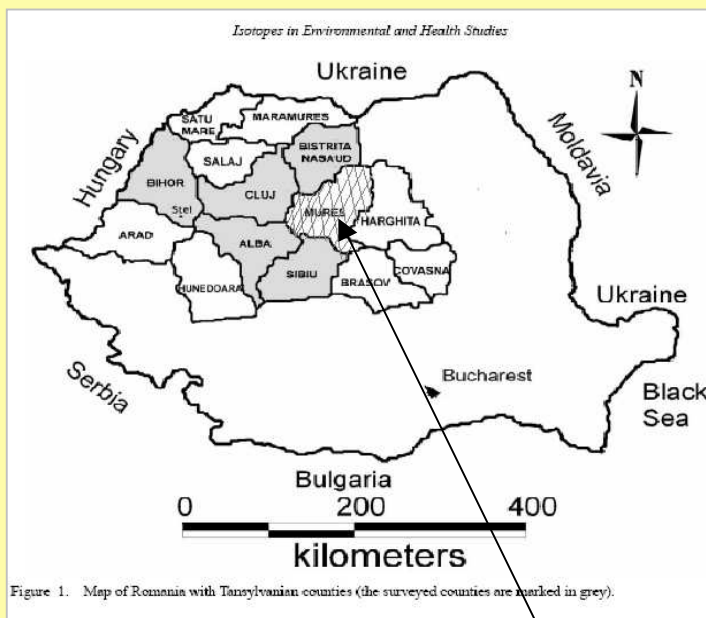 Isotopes in Environmental and Health Studies
Ukraine
N
Moldavia
Hungary
SATU MARE
MARAMURES
SALAJ
BISTRITA NASAUD
BIHOR
CLUJ
Stei
MURES
HARGHITA
ARAD
ALBA
SIBIU
HUNEDOARA
BRASOV
COVASNA
Ukraine
Serbia
Bucharest
Black Sea
Bulgaria
0 200 400
kilometers
Figure 1. Map of Romania with Tansylvanian counties (the surveyed counties are marked in grey).